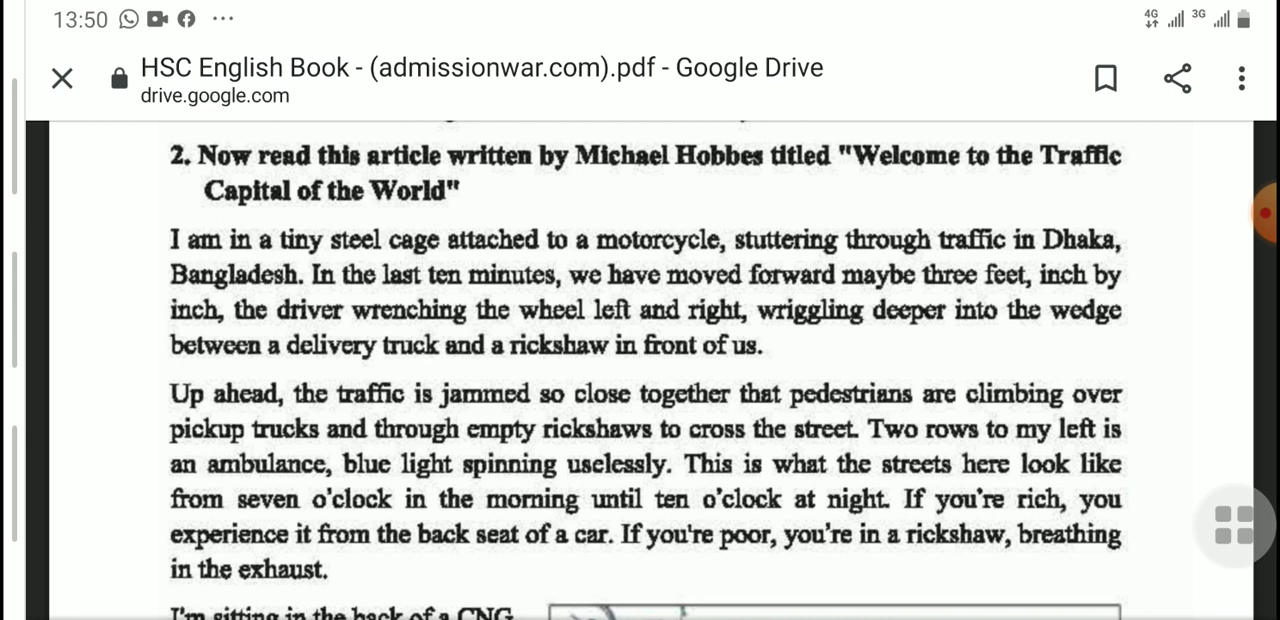 13:50 ...
4G 3G
HSC English Book - (admissionwar.com).pdf - Google Drive
drive.google.com
2. Now read this article written by Michael Hobbes titled "Welcome to the Traffic
Capital of the World"
I am in a tiny steel cage attached to a motorcycle, stuttering through traffic in Dhaka,
Bangladesh. In the last ten minutes, we have moved forward maybe three feet, inch by
inch, the driver wrenching the wheel left and right, wriggling deeper into the wedge
between a delivery truck and a rickshaw in front of us.
Up ahead, the traffic is jammed so close together that pedestrians are climbing over
pickup trucks and through empty rickshaws to cross the street. Two rows to my left is
an ambulance, blue light spinning uselessly. This is what the streets here look like
from seven o'clock in the morning until ten o'clock at night. If you're rich, you
experience it from the back seat of a car. If you're poor, you're in a rickshaw, breathing
in the exhaust.
I'm sitting in the back of a CNG